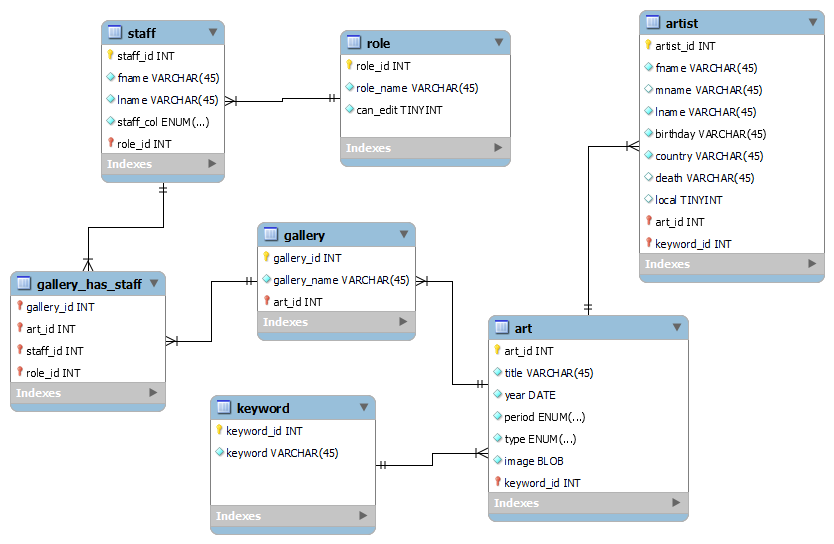 staff
staff_id INT
fname VARCHAR(45)
lname VARCHAR(45)
staff_col ENUM(...)
role_id INT
Indexes
role
role_id INT
role_name VARCHAR(45)
can_edit TINYINT
Indexes
artist
artist_id INT
fname VARCHAR(45)
mname VARCHAR(45)
lname VARCHAR(45)
birthday VARCHAR(45)
country VARCHAR(45)
death VARCHAR(45)
local TINYINT
art_id INT
keyword_id INT
Indexes
gallery
gallery_id INT
gallery_name VARCHAR(45)
art_id INT
Indexes
gallery_has_staff
gallery_id INT
art_id INT
staff_id INT
role_id INT
Indexes
art
art_id INT
title VARCHAR(45)
year DATE
period ENUM(...)
type ENUM(...)
image BLOB
keyword_id INT
Indexes
keyword
keyword_id INT
keyword VARCHAR(45)
Indexes